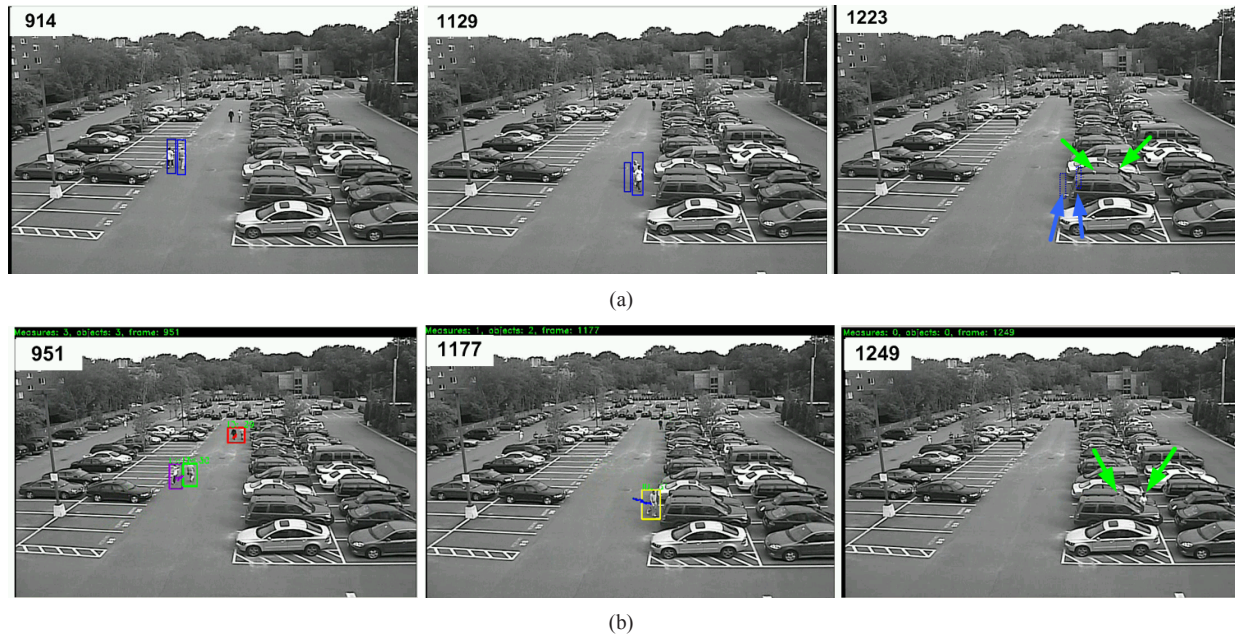 914
1129
1223
(a)
Measures: 3, objects: 3, frame: 951
951
Measures: 1, objects: 2, frame: 1177
1177
Measures: 0, objects: 0, frame: 1249
1249
(b)